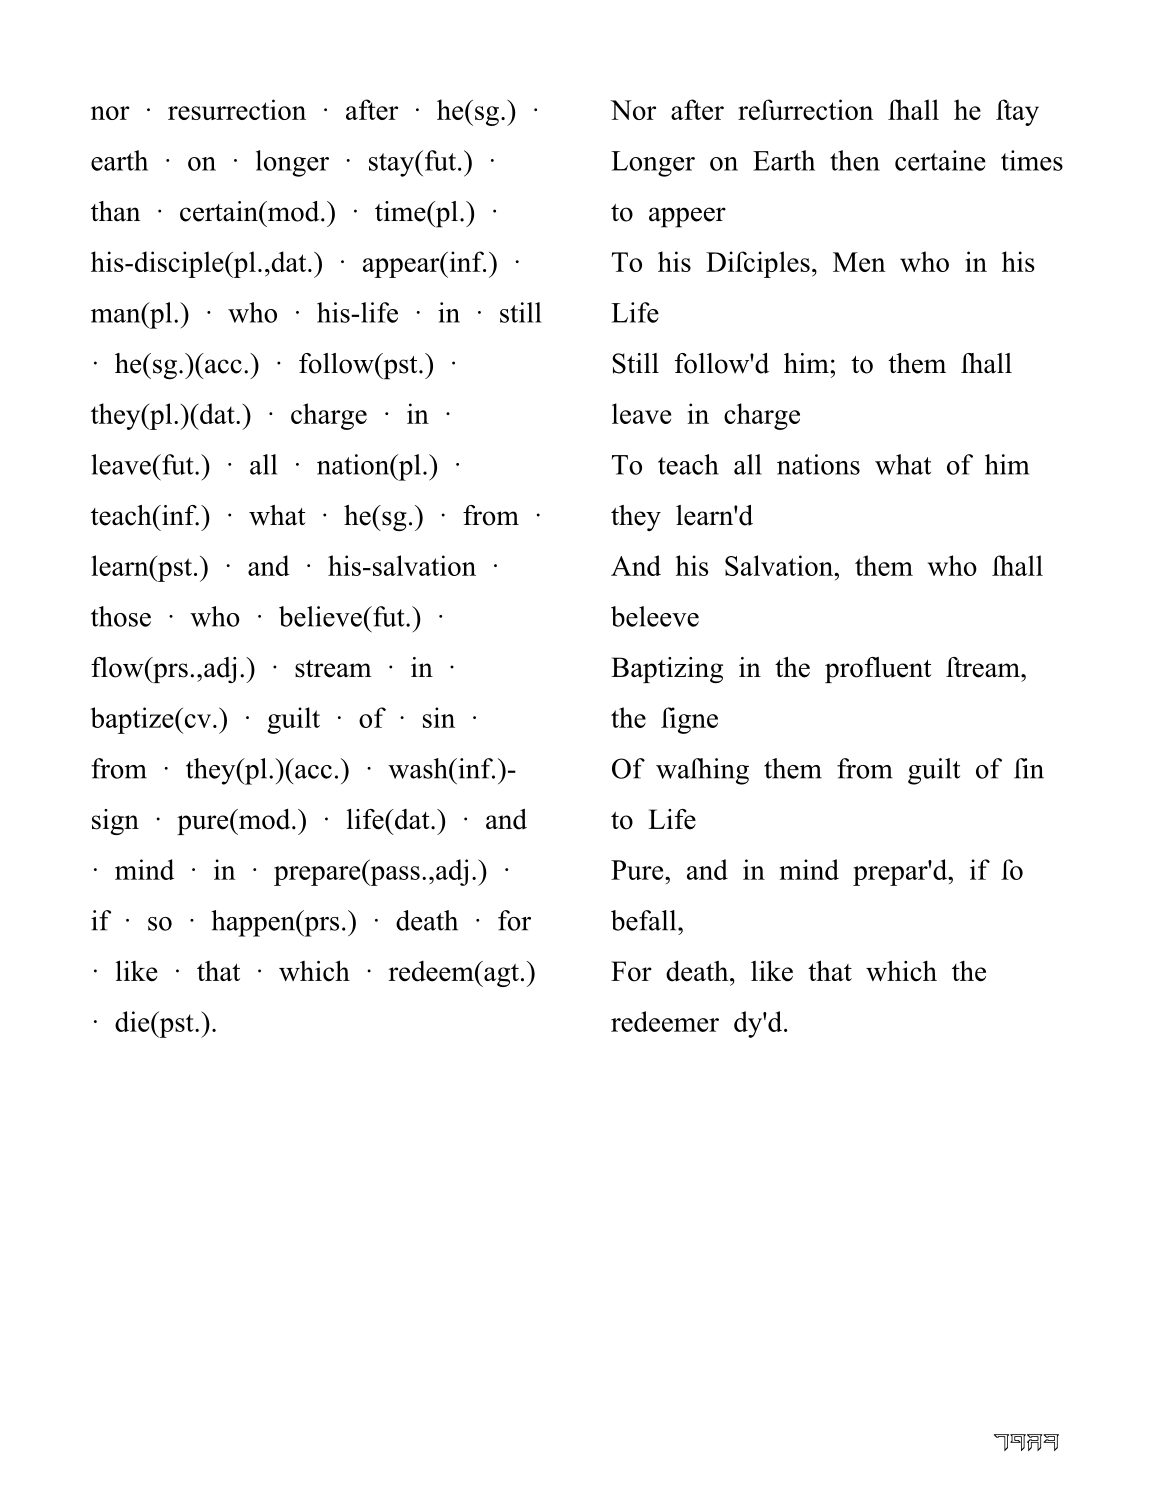 nor · resurrection · after · he(sg.) ·
earth · on · longer · stay(fut.) ·
than · certain(mod.) · time(pl.) ·
his-disciple(pl.,dat.) · appear(inf.) ·
man(pl.) · who · his-life · in · still
· he(sg.)(acc.) · follow(pst.) ·
they(pl.)(dat.) · charge · in ·
leave(fut.) · all · nation(pl.) ·
teach(inf.) · what · he(sg.) · from ·
learn(pst.) · and · his-salvation ·
those · who · believe(fut.) ·
flow(prs.,adj.) · stream · in ·
baptize(cv.) · guilt · of · sin ·
from · they(pl.)(acc.) · wash(inf.)-
sign · pure(mod.) · life(dat.) · and
· mind · in · prepare(pass.,adj.) ·
if · so · happen(prs.) · death · for
· like · that · which · redeem(agt.)
· die(pst.).
Nor after reſurrection ſhall he ſtay
Longer on Earth then certaine times
to appeer
To his Diſciples, Men who in his
Life
Still follow'd him; to them ſhall
leave in charge
To teach all nations what of him
they learn'd
And his Salvation, them who ſhall
beleeve
Baptizing in the profluent ſtream,
the ſigne
Of waſhing them from guilt of ſin
to Life
Pure, and in mind prepar'd, if ſo
befall,
For death, like that which the
redeemer dy'd.